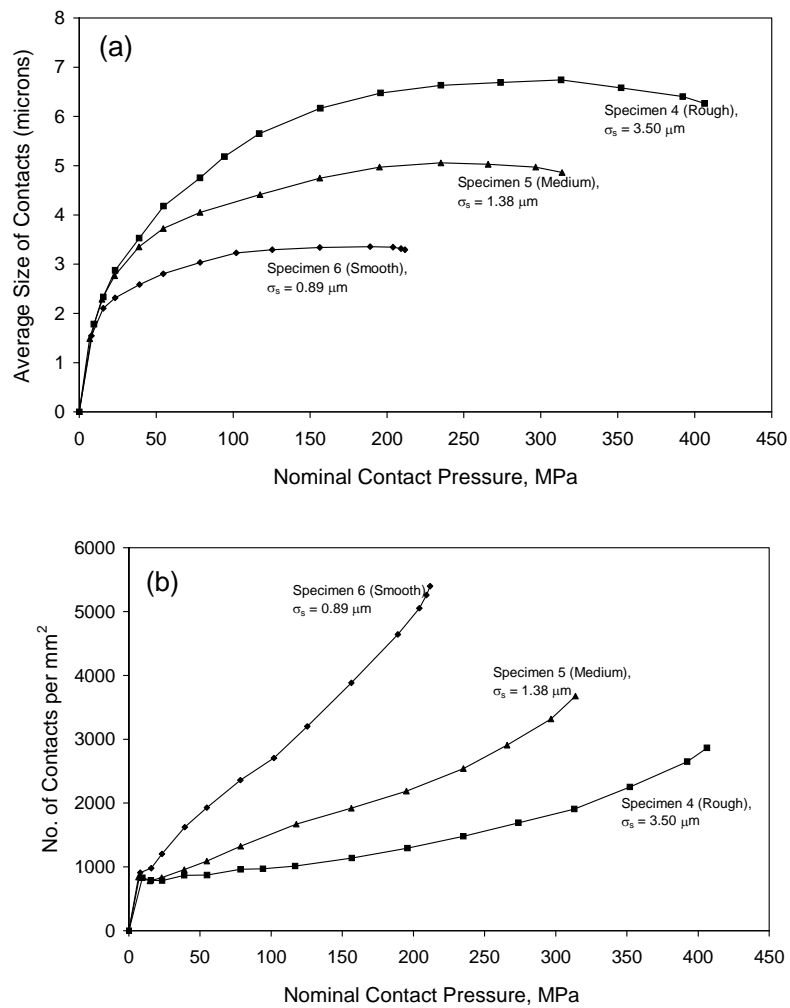 (a)
Average Size of Contacts (microns)
8
7
6
5
4
3
2
1
0
Specimen 4 (Rough),
σs = 3.50 μm
Specimen 5 (Medium),
σs = 1.38 μm
Specimen 6 (Smooth),
σs = 0.89 μm
0 50 100 150 200 250 300 350 400 450
Nominal Contact Pressure, MPa
(b)
No. of Contacts per mm²
6000
5000
4000
3000
2000
1000
0
Specimen 6 (Smooth),
σs = 0.89 μm
Specimen 5 (Medium),
σs = 1.38 μm
Specimen 4 (Rough),
σs = 3.50 μm
0 50 100 150 200 250 300 350 400 450
Nominal Contact Pressure, MPa